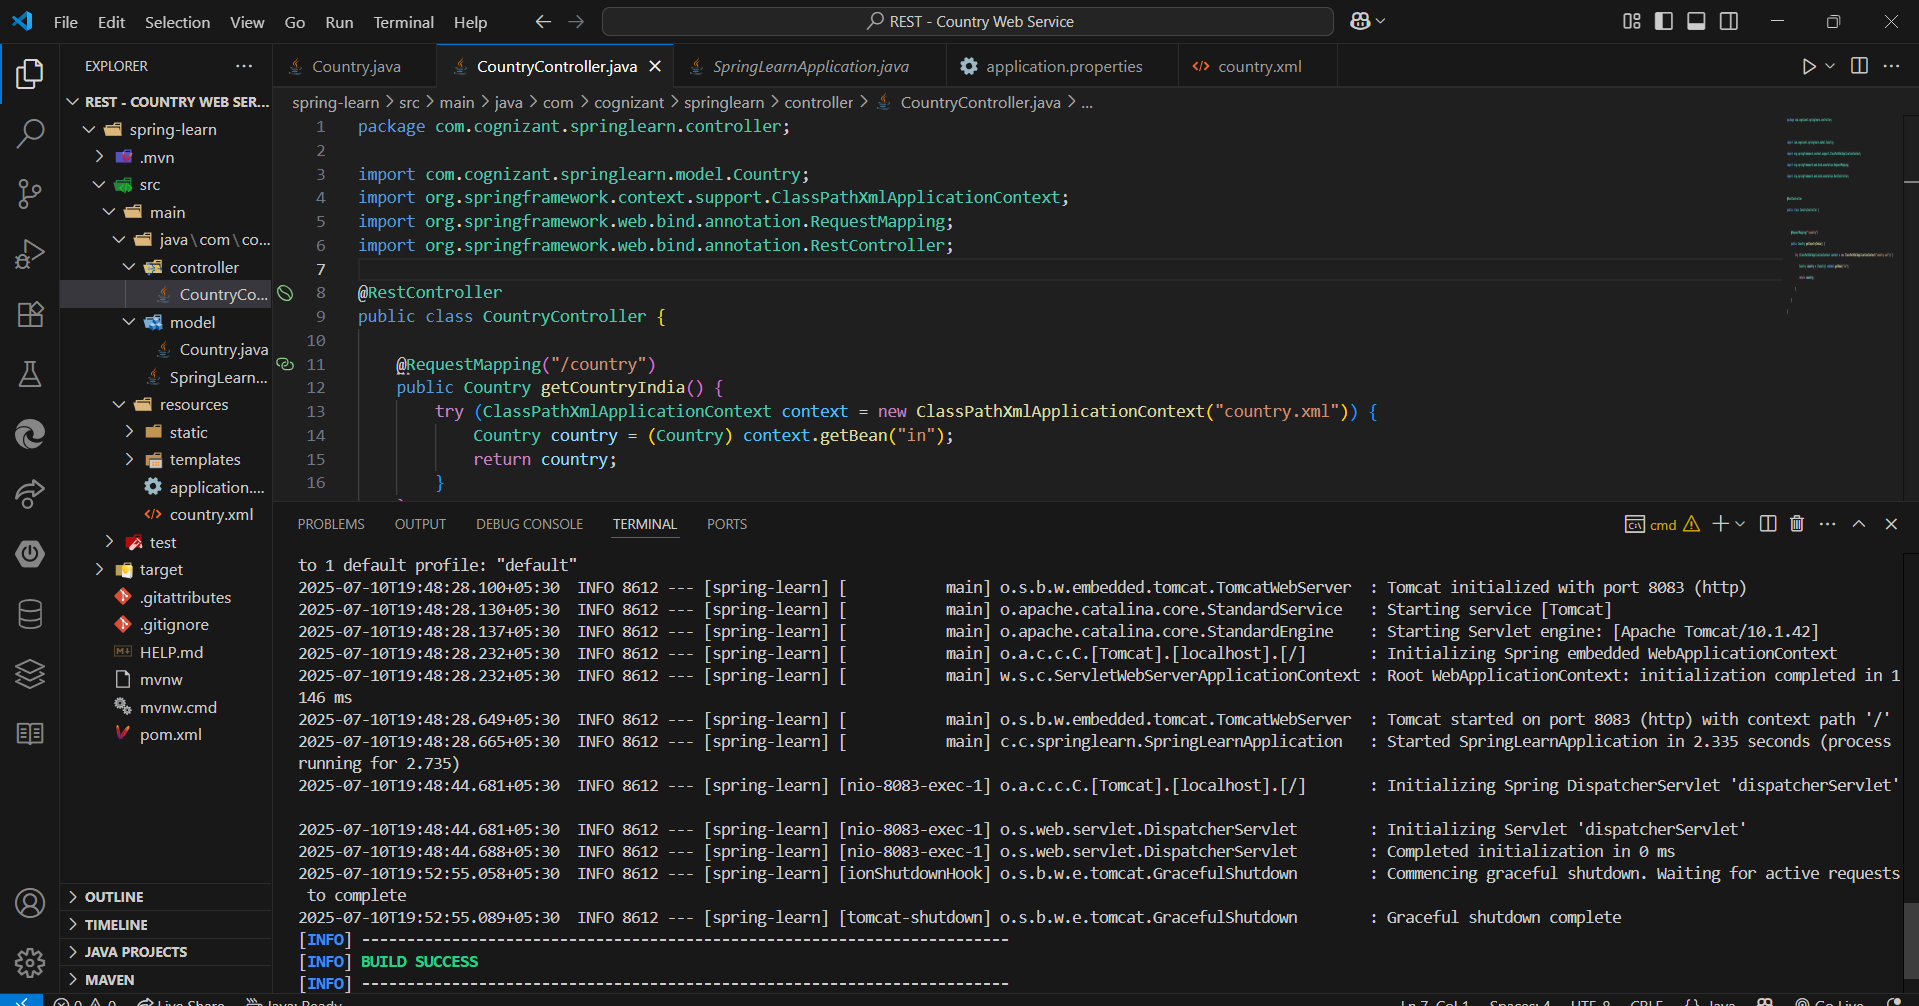 File Edit Selection View Go Run Terminal Help
REST - Country Web Service
EXPLORER
REST - COUNTRY WEB SER...
spring-learn
.mvn
src
main
java\com\co...
controller
CountryCo...
model
Country.java
SpringLearn...
resources
static
templates
application....
country.xml
test
target
.gitattributes
.gitignore
HELP.md
mvnw
mvnw.cmd
pom.xml
OUTLINE
TIMELINE
JAVA PROJECTS
MAVEN
Country.java CountryController.java SpringLearnApplication.java application.properties country.xml
spring-learn > src > main > java > com > cognizant > springlearn > controller > CountryController.java > ...
1 package com.cognizant.springlearn.controller;
2
3 import com.cognizant.springlearn.model.Country;
4 import org.springframework.context.support.ClassPathXmlApplicationContext;
5 import org.springframework.web.bind.annotation.RequestMapping;
6 import org.springframework.web.bind.annotation.RestController;
7
8 @RestController
9 public class CountryController {
10
11 @RequestMapping("/country")
12 public Country getCountryIndia() {
13 try (ClassPathXmlApplicationContext context = new ClassPathXmlApplicationContext("country.xml")) {
14 Country country = (Country) context.getBean("in");
15 return country;
16 }
PROBLEMS OUTPUT DEBUG CONSOLE TERMINAL PORTS
cmd
to 1 default profile: "default"
2025-07-10T19:48:28.100+05:30 INFO 8612 --- [spring-learn] [ main] o.s.b.w.embedded.tomcat.TomcatWebServer : Tomcat initialized with port 8083 (http)
2025-07-10T19:48:28.130+05:30 INFO 8612 --- [spring-learn] [ main] o.apache.catalina.core.StandardService : Starting service [Tomcat]
2025-07-10T19:48:28.137+05:30 INFO 8612 --- [spring-learn] [ main] o.apache.catalina.core.StandardEngine : Starting Servlet engine: [Apache Tomcat/10.1.42]
2025-07-10T19:48:28.232+05:30 INFO 8612 --- [spring-learn] [ main] o.a.c.c.C.[Tomcat].[localhost].[/] : Initializing Spring embedded WebApplicationContext
2025-07-10T19:48:28.232+05:30 INFO 8612 --- [spring-learn] [ main] w.s.c.ServletWebServerApplicationContext : Root WebApplicationContext: initialization completed in 1
146 ms
2025-07-10T19:48:28.649+05:30 INFO 8612 --- [spring-learn] [ main] o.s.b.w.embedded.tomcat.TomcatWebServer : Tomcat started on port 8083 (http) with context path '/'
2025-07-10T19:48:28.665+05:30 INFO 8612 --- [spring-learn] [ main] c.c.springlearn.SpringLearnApplication : Started SpringLearnApplication in 2.335 seconds (process
running for 2.735)
2025-07-10T19:48:44.681+05:30 INFO 8612 --- [spring-learn] [nio-8083-exec-1] o.a.c.c.C.[Tomcat].[localhost].[/] : Initializing Spring DispatcherServlet 'dispatcherServlet'
2025-07-10T19:48:44.681+05:30 INFO 8612 --- [spring-learn] [nio-8083-exec-1] o.s.web.servlet.DispatcherServlet : Initializing Servlet 'dispatcherServlet'
2025-07-10T19:48:44.688+05:30 INFO 8612 --- [spring-learn] [nio-8083-exec-1] o.s.web.servlet.DispatcherServlet : Completed initialization in 0 ms
2025-07-10T19:52:55.058+05:30 INFO 8612 --- [spring-learn] [ionShutdownHook] o.s.b.w.e.tomcat.GracefulShutdown : Commencing graceful shutdown. Waiting for active requests
to complete
2025-07-10T19:52:55.089+05:30 INFO 8612 --- [spring-learn] [tomcat-shutdown] o.s.b.w.e.tomcat.GracefulShutdown : Graceful shutdown complete
[INFO] ------------------------------------------------------------------------
[INFO] BUILD SUCCESS
[INFO] ------------------------------------------------------------------------
0 0 Live Share Java: Ready Ln 7, Col 1 Spaces: 4 UTF-8 CRLF {} Java Go Live